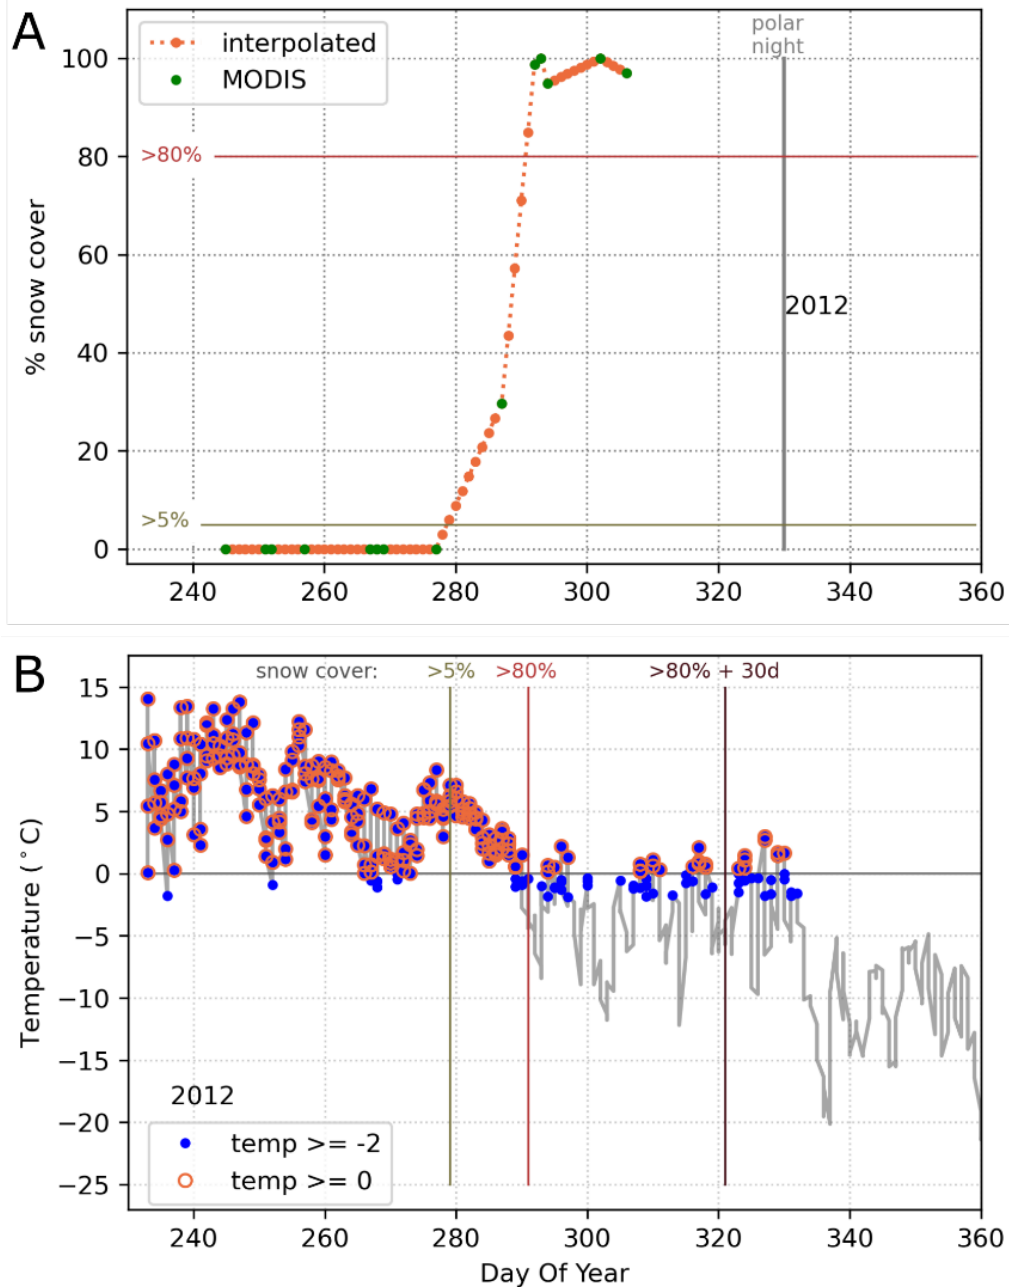 A
interpolated
MODIS
polar
night
100
80
60
40
20
0
% snow cover
>80%
>5%
2012
240
260
280
300
320
340
360
B
snow cover:
>5%
>80%
>80% + 30d
15
10
5
0
−5
−10
−15
−20
−25
Temperature ( ° C)
2012
temp >= -2
temp >= 0
240
260
280
300
320
340
360
Day Of Year